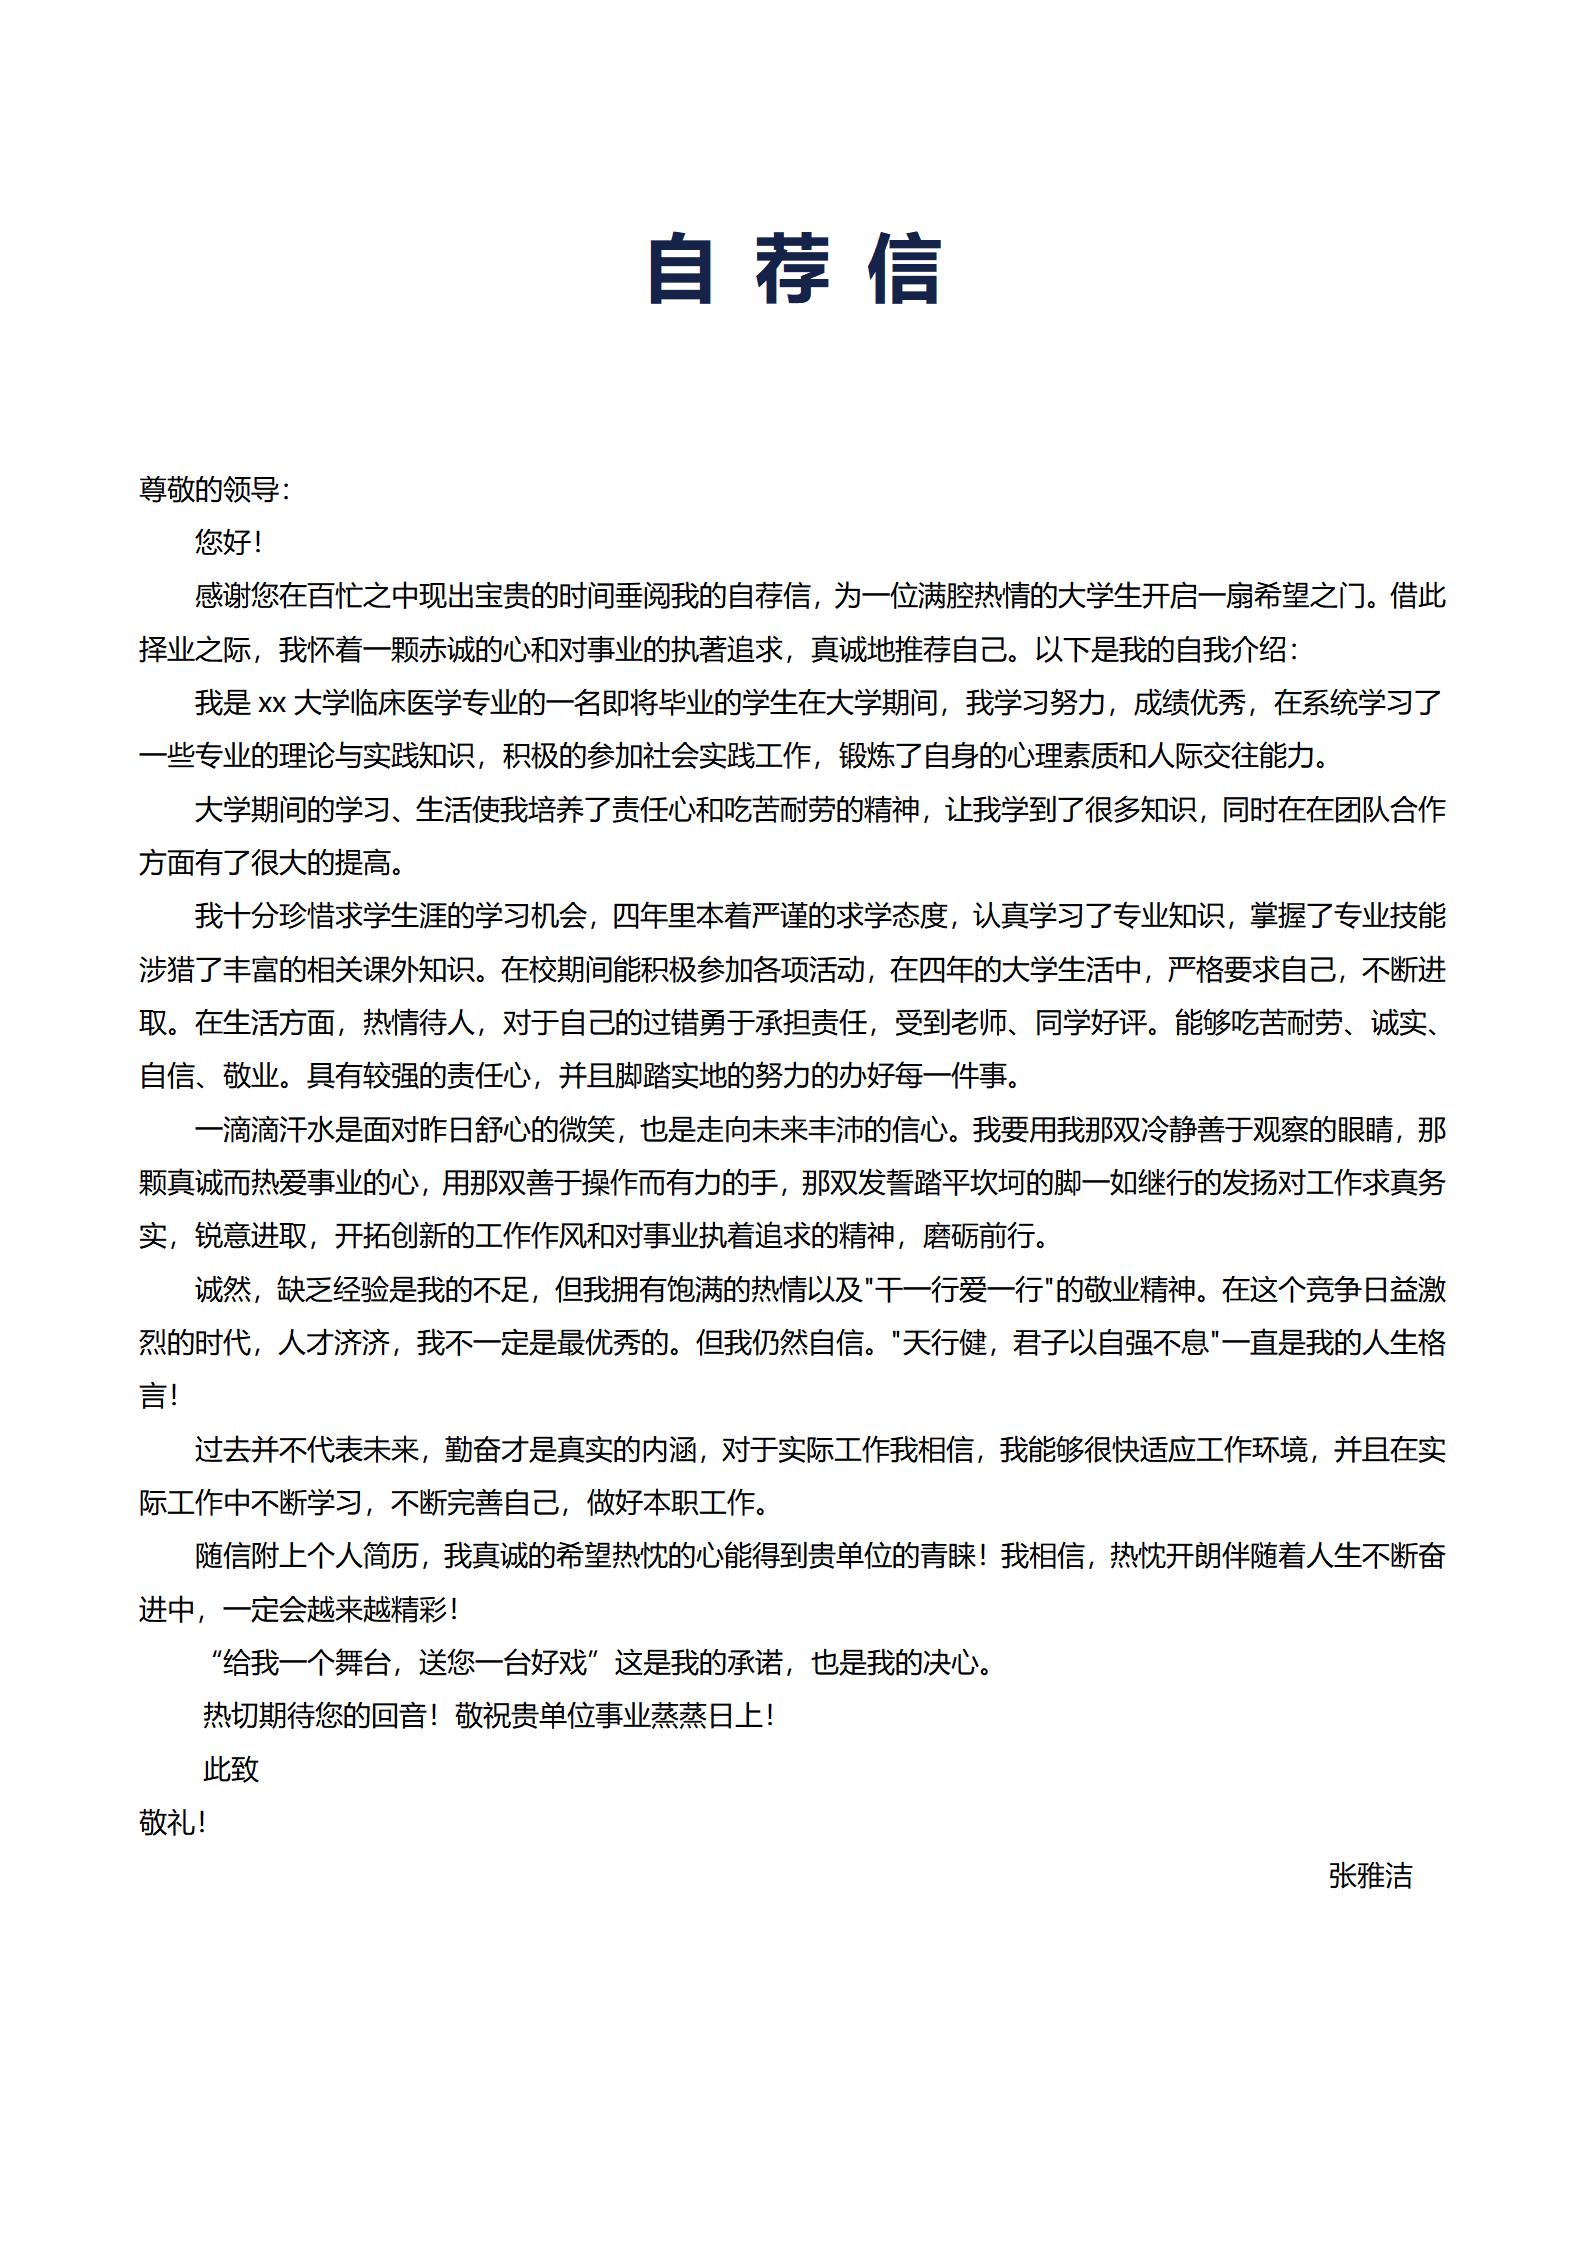 自 荐 信
尊敬的领导：
您好！
感谢您在百忙之中现出宝贵的时间垂阅我的自荐信，为一位满腔热情的大学生开启一扇希望之门。借此
择业之际，我怀着一颗赤诚的心和对事业的执著追求，真诚地推荐自己。以下是我的自我介绍：
我是 xx 大学临床医学专业的一名即将毕业的学生在大学期间，我学习努力，成绩优秀，在系统学习了
一些专业的理论与实践知识，积极的参加社会实践工作，锻炼了自身的心理素质和人际交往能力。
大学期间的学习、生活使我培养了责任心和吃苦耐劳的精神，让我学到了很多知识，同时在在团队合作
方面有了很大的提高。
我十分珍惜求学生涯的学习机会，四年里本着严谨的求学态度，认真学习了专业知识，掌握了专业技能
涉猎了丰富的相关课外知识。在校期间能积极参加各项活动，在四年的大学生活中，严格要求自己，不断进
取。在生活方面，热情待人，对于自己的过错勇于承担责任，受到老师、同学好评。能够吃苦耐劳、诚实、
自信、敬业。具有较强的责任心，并且脚踏实地的努力的办好每一件事。
一滴滴汗水是面对昨日舒心的微笑，也是走向未来丰沛的信心。我要用我那双冷静善于观察的眼睛，那
颗真诚而热爱事业的心，用那双善于操作而有力的手，那双发誓踏平坎坷的脚一如继行的发扬对工作求真务
实，锐意进取，开拓创新的工作作风和对事业执着追求的精神，磨砺前行。
诚然，缺乏经验是我的不足，但我拥有饱满的热情以及"干一行爱一行"的敬业精神。在这个竞争日益激
烈的时代，人才济济，我不一定是最优秀的。但我仍然自信。"天行健，君子以自强不息"一直是我的人生格
言！
过去并不代表未来，勤奋才是真实的内涵，对于实际工作我相信，我能够很快适应工作环境，并且在实
际工作中不断学习，不断完善自己，做好本职工作。
随信附上个人简历，我真诚的希望热忱的心能得到贵单位的青睐！我相信，热忱开朗伴随着人生不断奋
进中，一定会越来越精彩！
“给我一个舞台，送您一台好戏”这是我的承诺，也是我的决心。
热切期待您的回音！敬祝贵单位事业蒸蒸日上！
此致
敬礼！
张雅洁